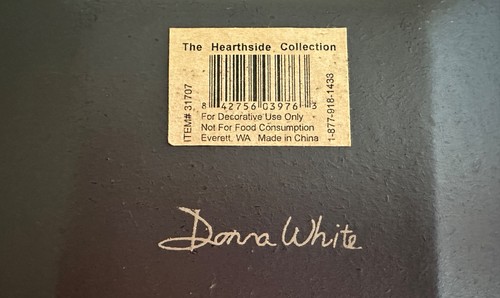 The Hearthside Collection
ITEM# 31707
8 42756 03976 3
1-877-918-1433
For Decorative Use Only
Not For Food Consumption
Everett, WA Made in China
Donna White